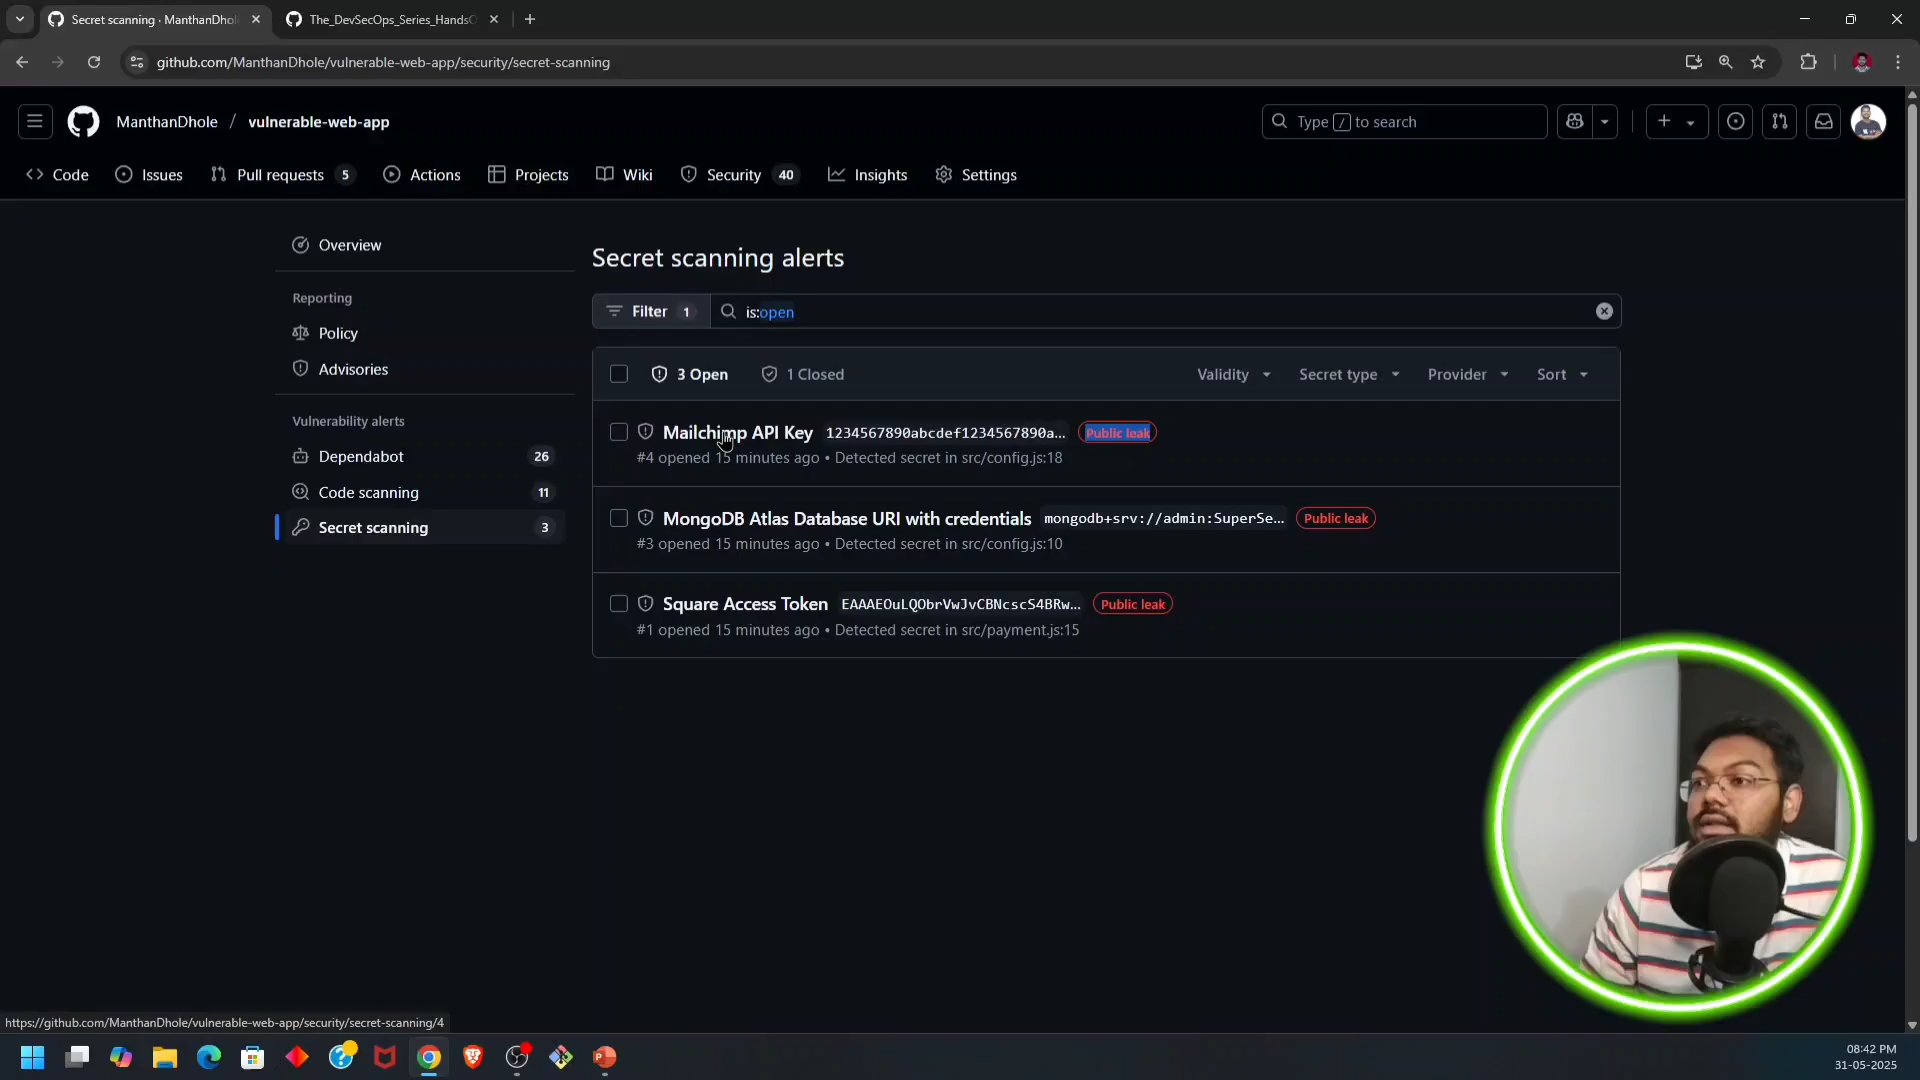 Secret scanning · ManthanDhol
The_DevSecOps_Series_HandsO
github.com/ManthanDhole/vulnerable-web-app/security/secret-scanning
ManthanDhole / vulnerable-web-app
Type / to search
Code
Issues
Pull requests 5
Actions
Projects
Wiki
Security 40
Insights
Settings
Overview
Reporting
Policy
Advisories
Vulnerability alerts
Dependabot 26
Code scanning 11
Secret scanning 3
Secret scanning alerts
Filter 1
is:open
3 Open
1 Closed
Validity
Secret type
Provider
Sort
Mailchimp API Key 1234567890abcdef1234567890a... Public leak
#4 opened 15 minutes ago • Detected secret in src/config.js:18
MongoDB Atlas Database URI with credentials mongodb+srv://admin:SuperSe... Public leak
#3 opened 15 minutes ago • Detected secret in src/config.js:10
Square Access Token EAAAEOuLQObrVwJvCBNcscS4BRw... Public leak
#1 opened 15 minutes ago • Detected secret in src/payment.js:15
https://github.com/ManthanDhole/vulnerable-web-app/security/secret-scanning/4
08:42 PM
31-05-2025